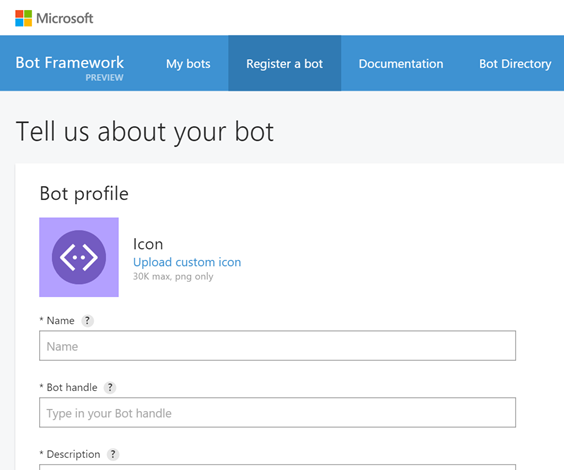 Microsoft
Bot Framework
PREVIEW
My bots
Register a bot
Documentation
Bot Directory
Tell us about your bot
Bot profile
Icon
Upload custom icon
30K max, png only
* Name ?
Name
* Bot handle ?
Type in your Bot handle
* Description ?